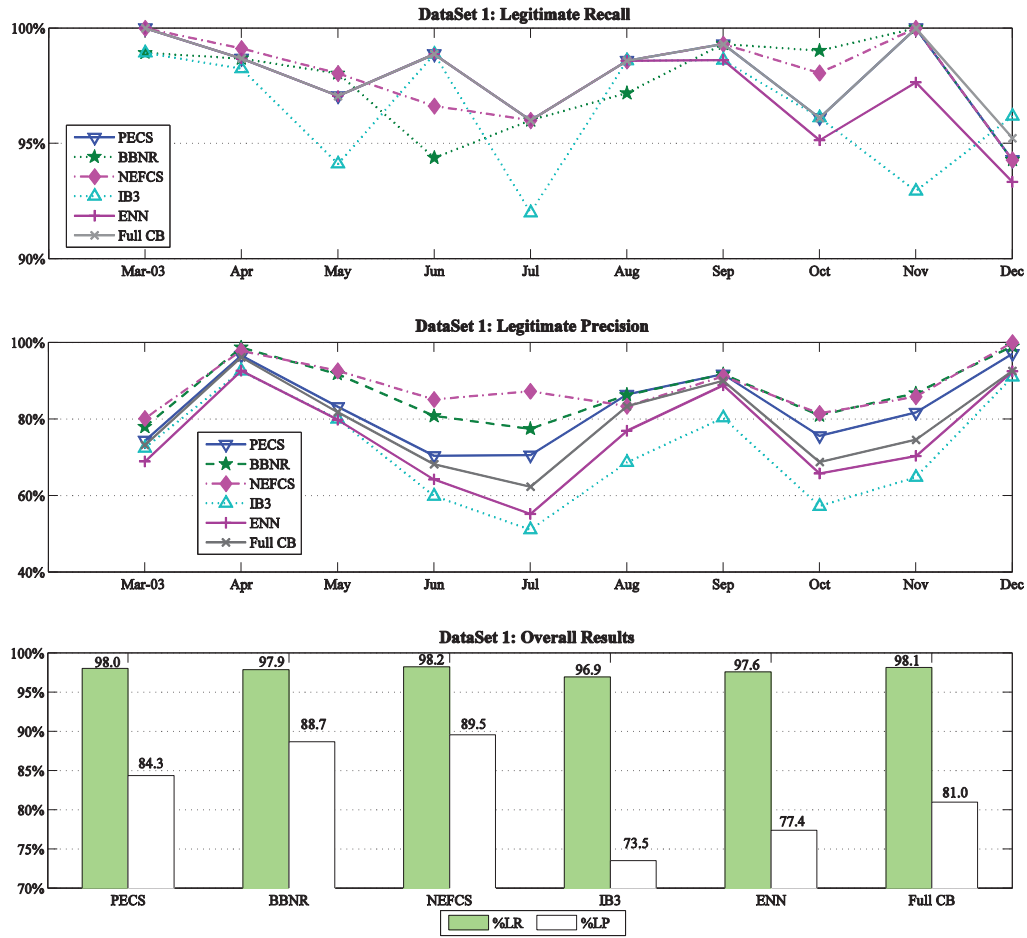 DataSet 1: Legitimate Recall
100%
95%
90%
PECS
BBNR
NEFCS
IB3
ENN
Full CB
Mar-03 Apr May Jun Jul Aug Sep Oct Nov Dec
DataSet 1: Legitimate Precision
100%
80%
60%
40%
PECS
BBNR
NEFCS
IB3
ENN
Full CB
Mar-03 Apr May Jun Jul Aug Sep Oct Nov Dec
DataSet 1: Overall Results
100%
95%
90%
85%
80%
75%
70%
98.0 97.9 98.2 96.9 97.6 98.1
84.3 88.7 89.5 73.5 77.4 81.0
PECS BBNR NEFCS IB3 ENN Full CB
%LR %LP